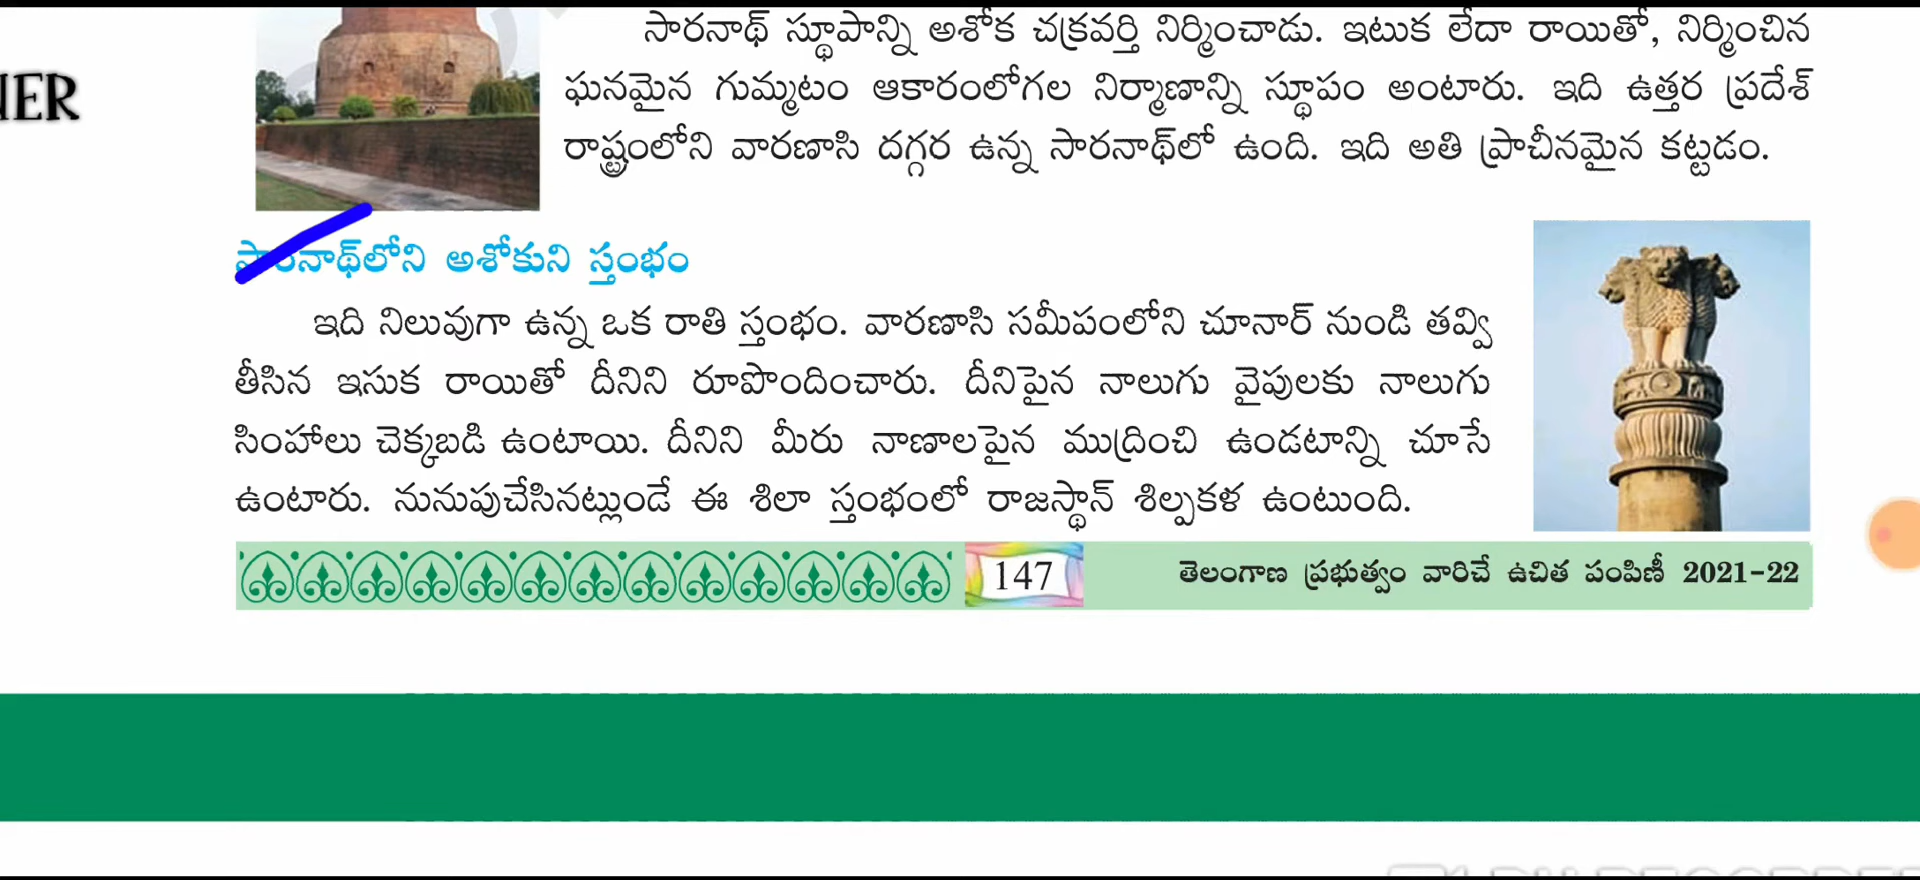 సారనాథ్ స్థూపాన్ని అశోక చక్రవర్తి నిర్మించాడు. ఇటుక లేదా రాయితో, నిర్మించిన
NER
ఘనమైన గుమ్మటం ఆకారంలోగల నిర్మాణాన్ని స్థూపం అంటారు. ఇది ఉత్తర ప్రదేశ్
రాష్ట్రంలోని వారణాసి దగ్గర ఉన్న సారనాథ్‌లో ఉంది. ఇది అతి ప్రాచీనమైన కట్టడం.
సారనాథ్‌లోని అశోకుని స్తంభం
ఇది నిలువుగా ఉన్న ఒక రాతి స్తంభం. వారణాసి సమీపంలోని చూనార్ నుండి తవ్వి
తీసిన ఇసుక రాయితో దీనిని రూపొందించారు. దీనిపైన నాలుగు వైపులకు నాలుగు
సింహాలు చెక్కబడి ఉంటాయి. దీనిని మీరు నాణాలపైన ముద్రించి ఉండటాన్ని చూసే
ఉంటారు. నునుపుచేసినట్లుండే ఈ శిలా స్తంభంలో రాజస్థాన్ శిల్పకళ ఉంటుంది.
147
తెలంగాణ ప్రభుత్వం వారిచే ఉచిత పంపిణీ 2021-22